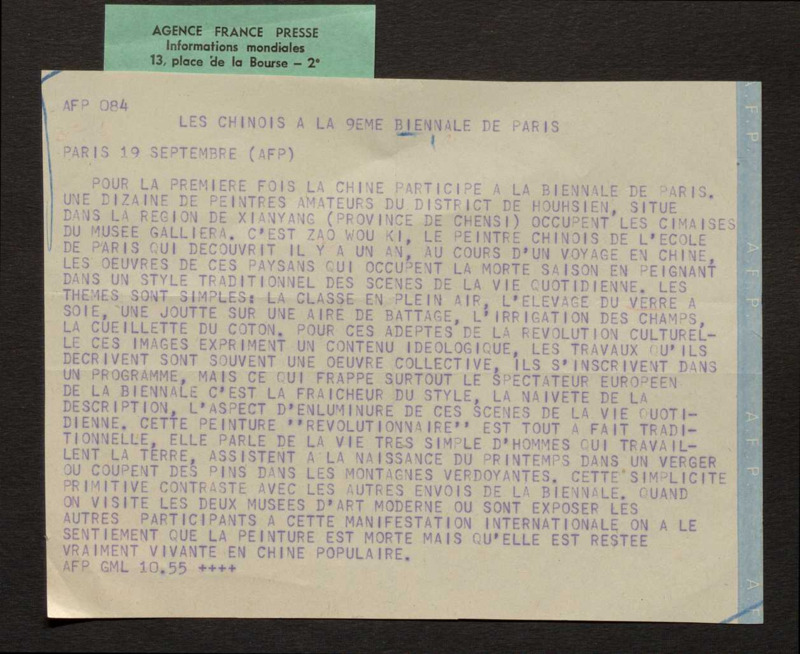 AGENCE FRANCE PRESSE
Informations mondiales
13, place de la Bourse – 2e
AFP 084
LES CHINOIS A LA 9EME BIENNALE DE PARIS
PARIS 19 SEPTEMBRE (AFP)
POUR LA PREMIERE FOIS LA CHINE PARTICIPE A LA BIENNALE DE PARIS.
UNE DIZAINE DE PEINTRES AMATEURS DU DISTRICT DE HOUHSIEN, SITUE
DANS LA REGION DE XIANYANG (PROVINCE DE CHENSI) OCCUPENT LES CIMAISES
DU MUSEE GALLIERA. C'EST ZAO WOU KI, LE PEINTRE CHINOIS DE L'ECOLE
DE PARIS QUI DECOUVRIT IL Y A UN AN, AU COURS D'UN VOYAGE EN CHINE,
LES OEUVRES DE CES PAYSANS QUI OCCUPENT LA MORTE SAISON EN PEIGNANT
DANS UN STYLE TRADITIONNEL DES SCENES DE LA VIE QUOTIDIENNE. LES
THEMES SONT SIMPLES: LA CLASSE EN PLEIN AIR, L'ELEVAGE DU VERRE A
SOIE, UNE JOUTTE SUR UNE AIRE DE BATTAGE, L'IRRIGATION DES CHAMPS,
LA CUEILLETTE DU COTON. POUR CES ADEPTES DE LA REVOLUTION CULTUREL-
LE CES IMAGES EXPRIMENT UN CONTENU IDEOLOGIQUE, LES TRAVAUX QU'ILS
DECRIVENT SONT SOUVENT UNE OEUVRE COLLECTIVE, ILS S'INSCRIVENT DANS
UN PROGRAMME, MAIS CE QUI FRAPPE SURTOUT LE SPECTATEUR EUROPEEN
DE LA BIENNALE C'EST LA FRAICHEUR DU STYLE, LA NAIVETE DE LA
DESCRIPTION, L'ASPECT D'ENLUMINURE DE CES SCENES DE LA VIE QUOTI-
DIENNE. CETTE PEINTURE ''REVOLUTIONNAIRE'' EST TOUT A FAIT TRADI-
TIONNELLE, ELLE PARLE DE LA VIE TRES SIMPLE D'HOMMES QUI TRAVAIL-
LENT LA TERRE, ASSISTENT A LA NAISSANCE DU PRINTEMPS DANS UN VERGER
OU COUPENT DES PINS DANS LES MONTAGNES VERDOYANTES. CETTE SIMPLICITE
PRIMITIVE CONTRASTE AVEC LES AUTRES ENVOIS DE LA BIENNALE. QUAND
ON VISITE LES DEUX MUSEES D'ART MODERNE OU SONT EXPOSER LES
AUTRES PARTICIPANTS A CETTE MANIFESTATION INTERNATIONALE ON A LE
SENTIEMENT QUE LA PEINTURE EST MORTE MAIS QU'ELLE EST RESTEE
VRAIMENT VIVANTE EN CHINE POPULAIRE.
AFP GML 10.55 ++++
A.F.P.
A.F.P.
A.F.P.
A.F